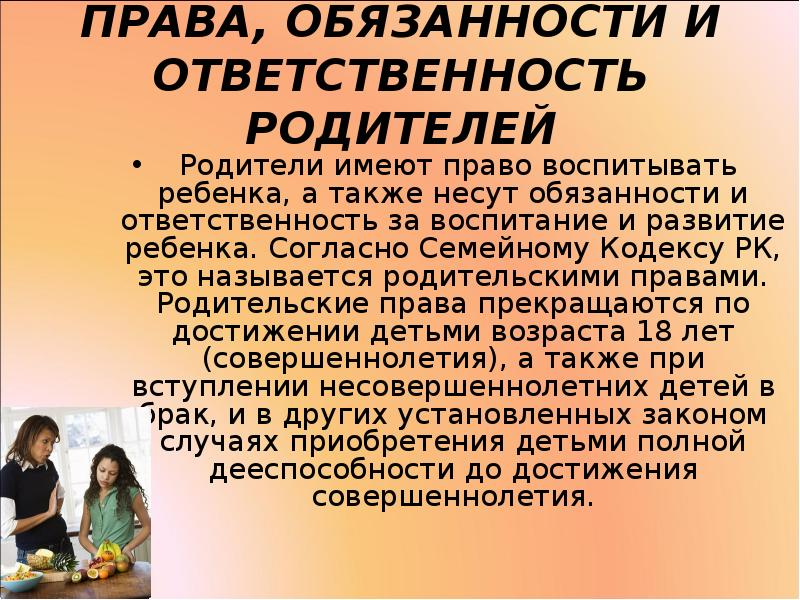 ПРАВА, ОБЯЗАННОСТИ И
ОТВЕТСТВЕННОСТЬ
РОДИТЕЛЕЙ
• Родители имеют право воспитывать
ребенка, а также несут обязанности и
ответственность за воспитание и развитие
ребенка. Согласно Семейному Кодексу РК,
это называется родительскими правами.
Родительские права прекращаются по
достижении детьми возраста 18 лет
(совершеннолетия), а также при
вступлении несовершеннолетних детей в
брак, и в других установленных законом
случаях приобретения детьми полной
дееспособности до достижения
совершеннолетия.